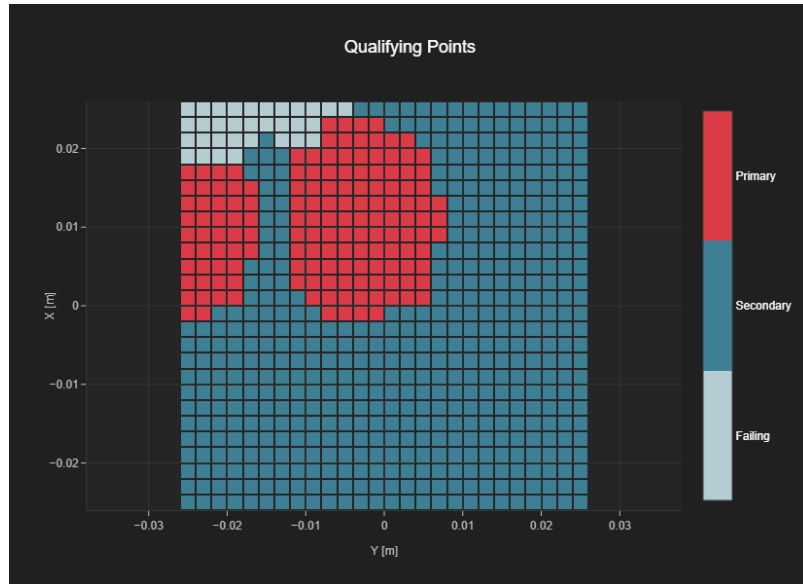 Qualifying Points
Primary
Secondary
Failing
X [m]
0.02
0.01
0
−0.01
−0.02
−0.03
−0.02
−0.01
0
0.01
0.02
0.03
Y [m]